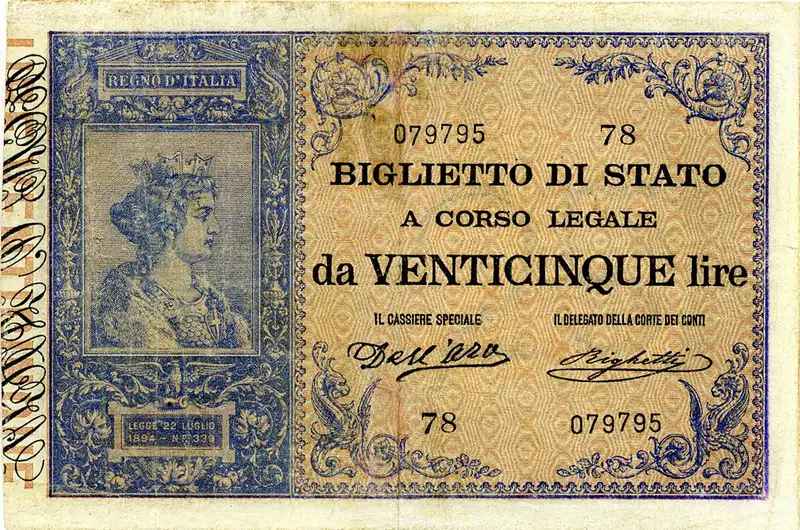 REGNO D'ITALIA
LEGGE 22 LUGLIO
1894 - N.º 339
079795 78
BIGLIETTO DI STATO
A CORSO LEGALE
da VENTICINQUE lire
IL CASSIERE SPECIALE IL DELEGATO DELLA CORTE DEI CONTI
Dell'Ara Righetti
78 079795